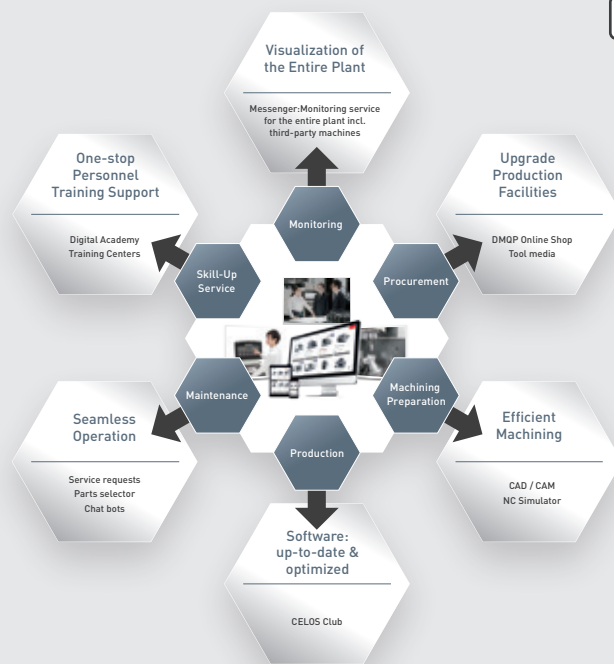 Visualization of
the Entire Plant
Messenger:Monitoring service
for the entire plant incl.
third-party machines
One-stop
Personnel
Training Support
Digital Academy
Training Centers
Upgrade
Production
Facilities
DMQP Online Shop
Tool media
Monitoring
Skill-Up
Service
Procurement
Maintenance
Machining
Preparation
Production
Seamless
Operation
Service requests
Parts selector
Chat bots
Efficient
Machining
CAD / CAM
NC Simulator
Software:
up-to-date &
optimized
CELOS Club